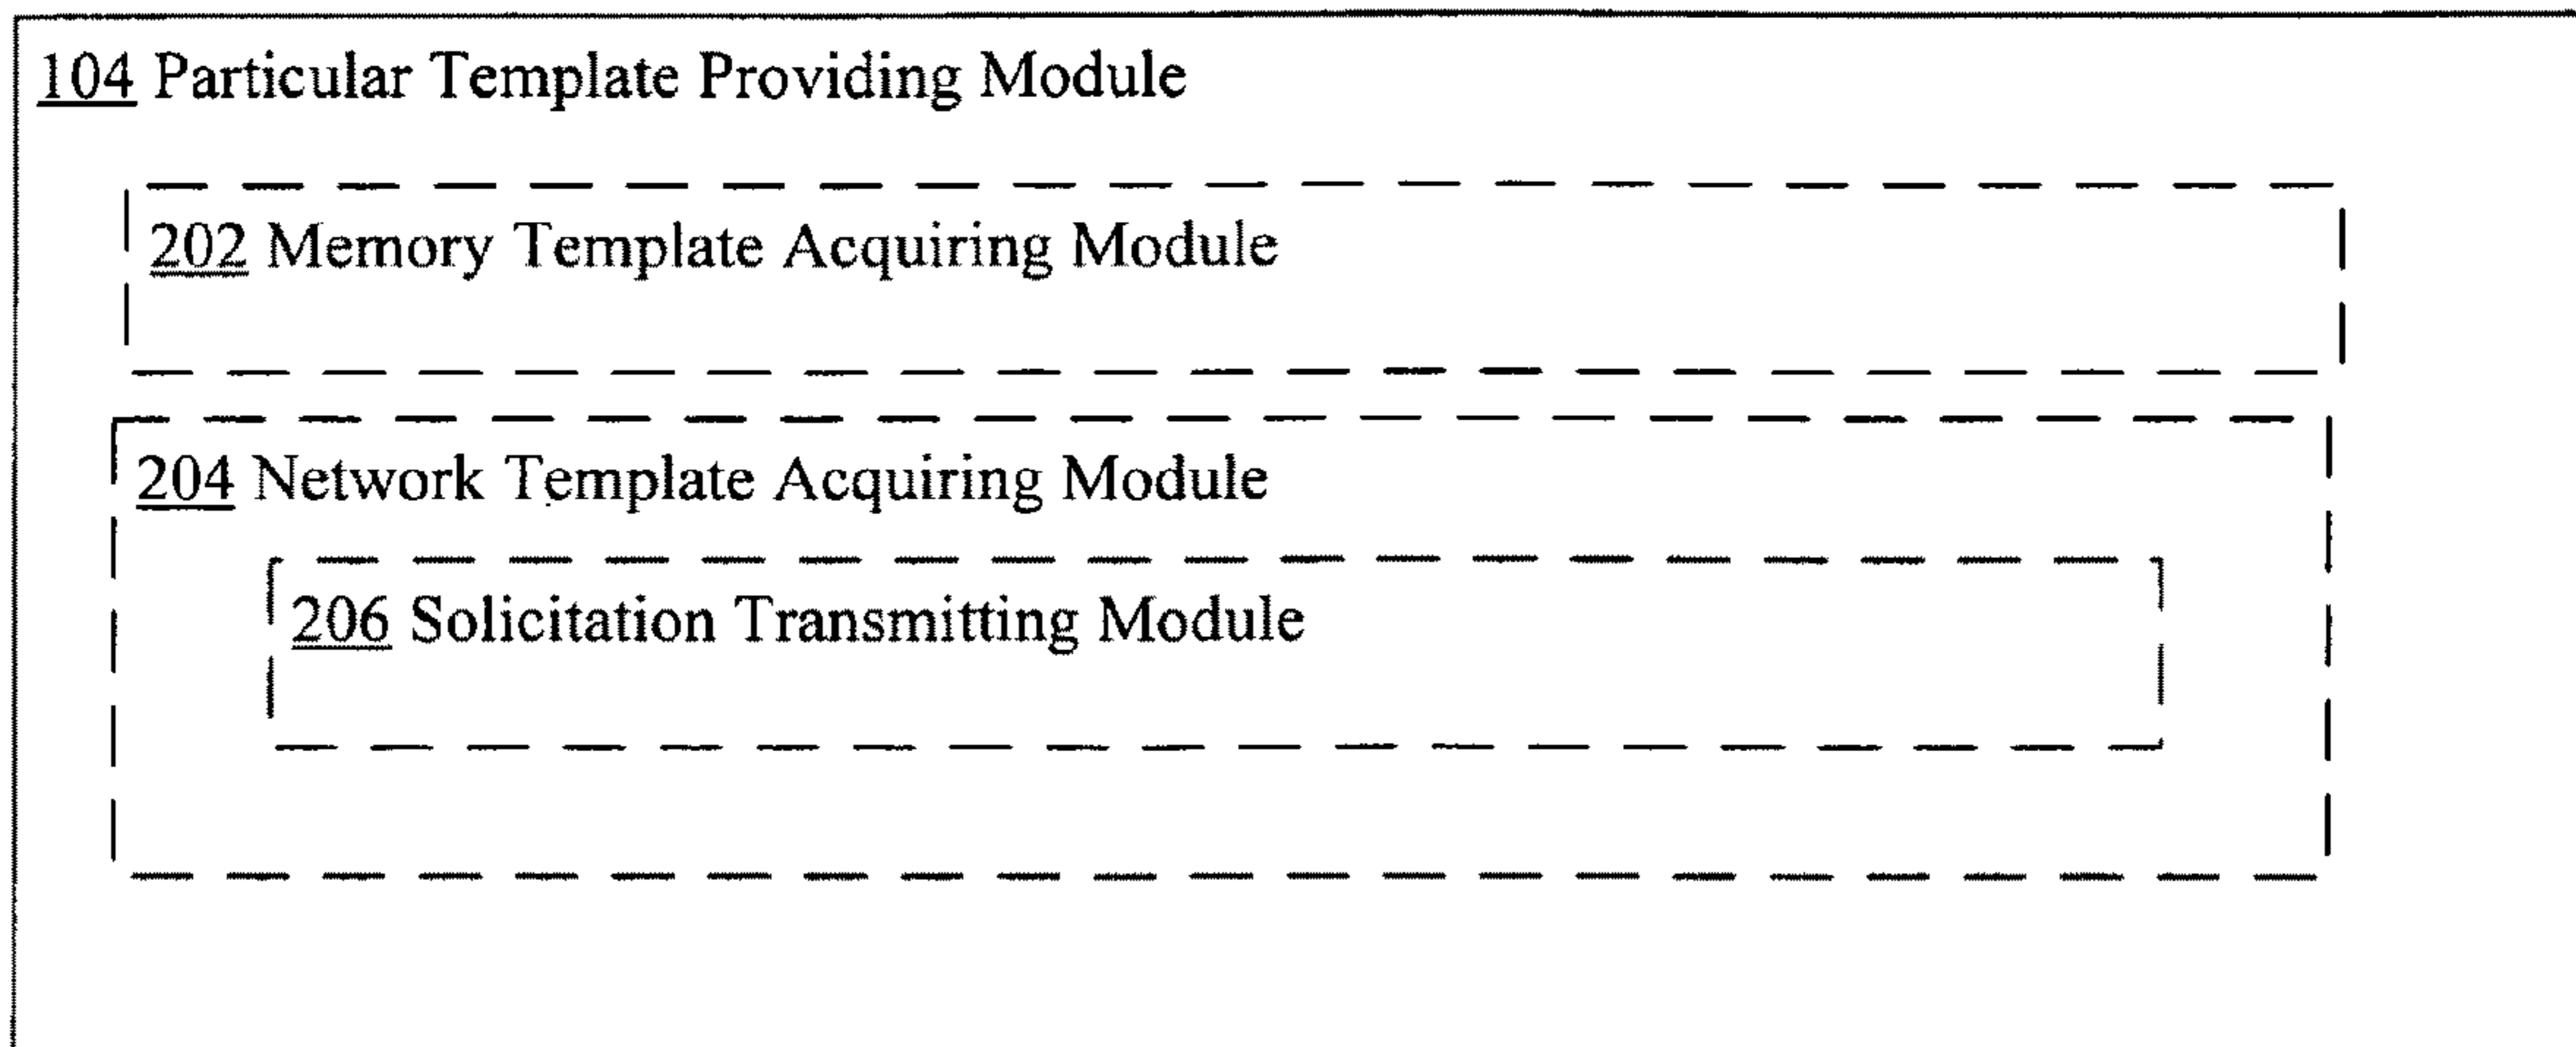 104 Particular Template Providing Module
202 Memory Template Acquiring Module
204 Network Template Acquiring Module
206 Solicitation Transmitting Module